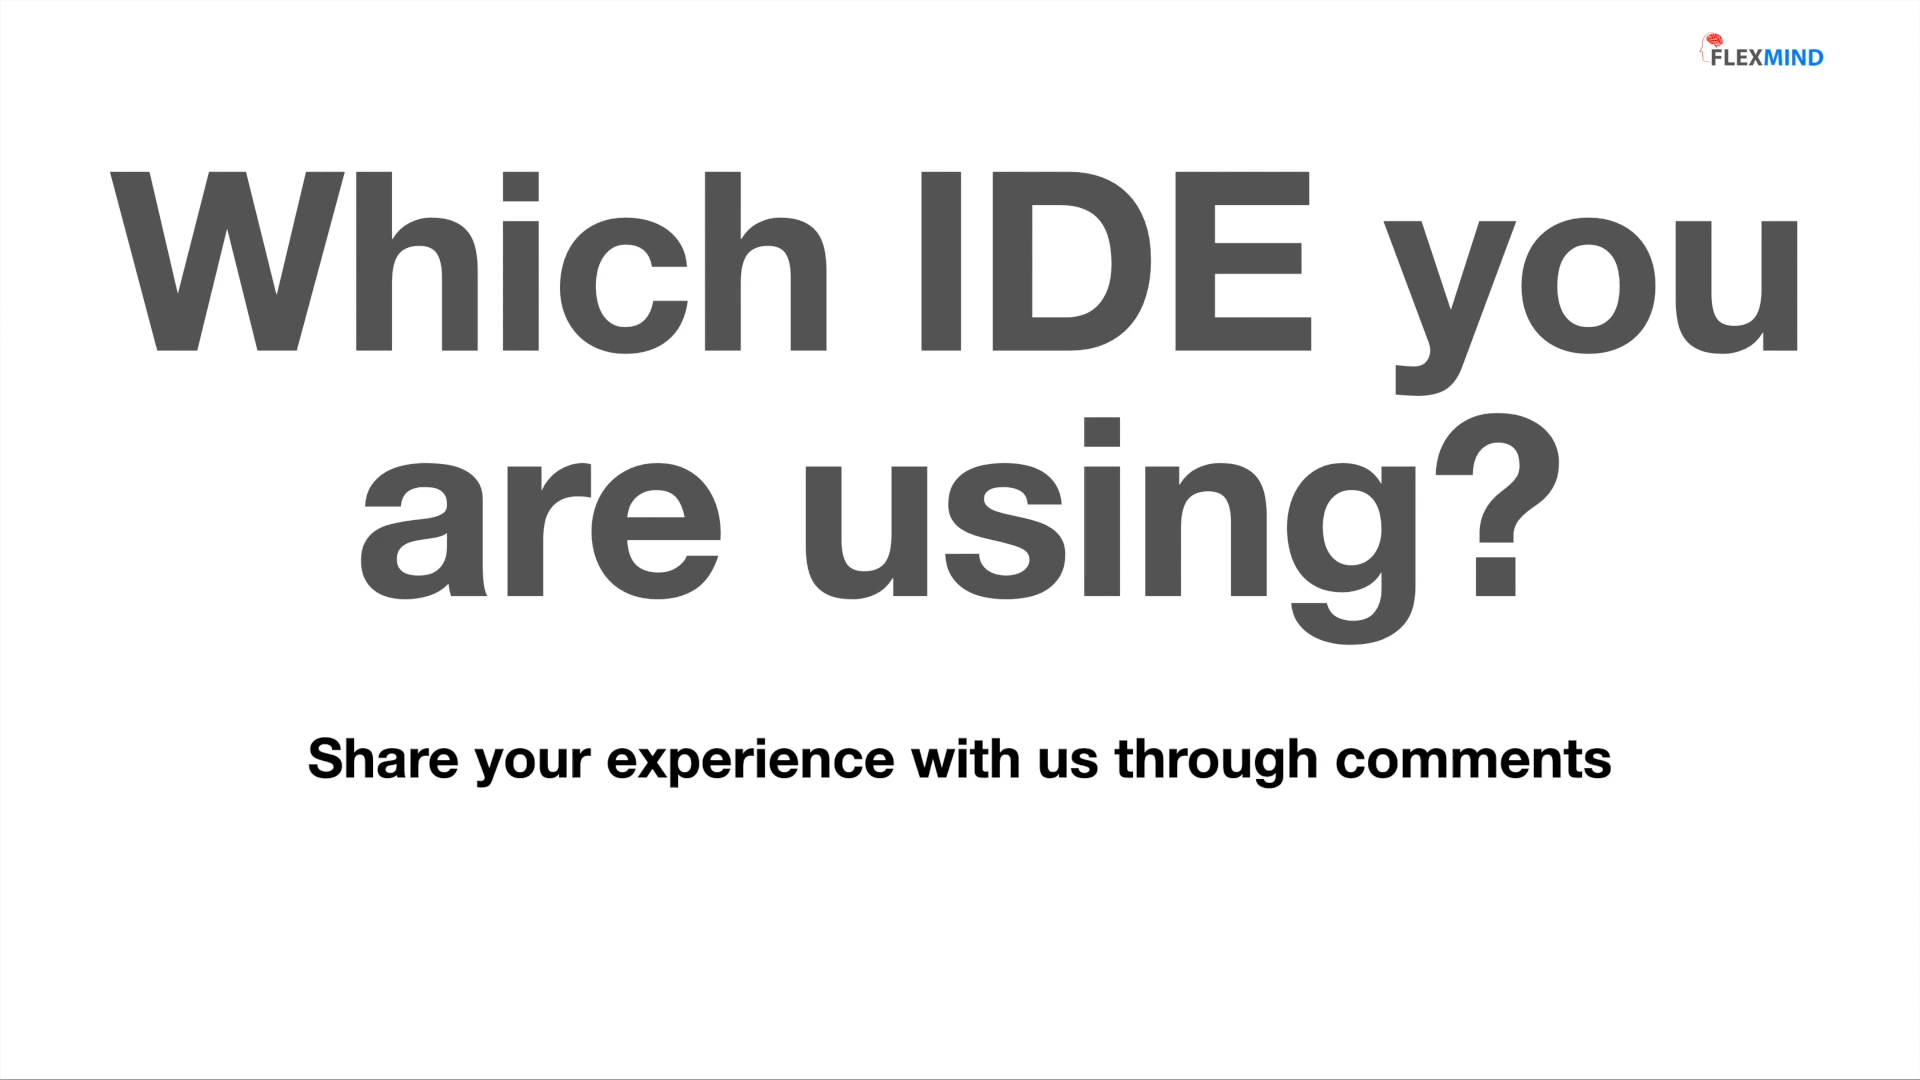 FLEXMIND
Which IDE you
are using?
Share your experience with us through comments